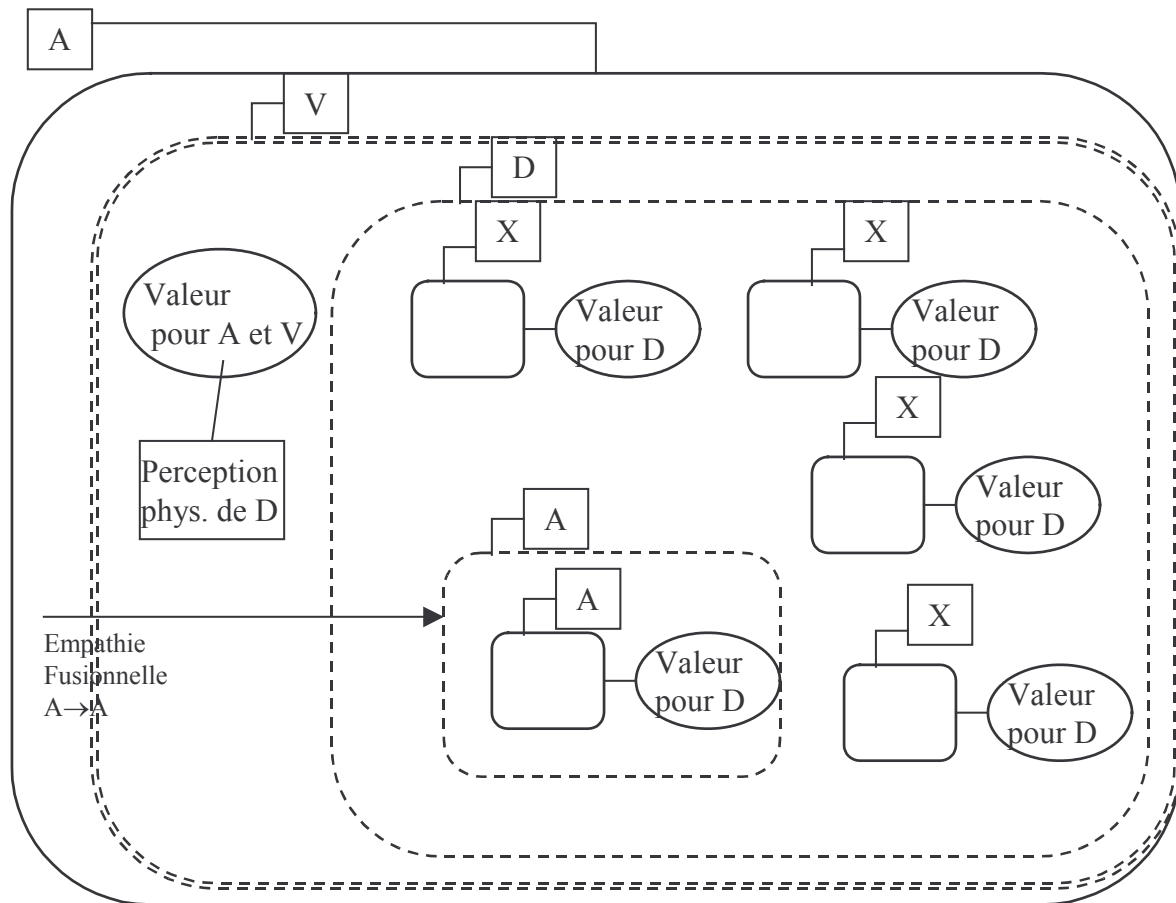 A
V
D
X
X
Valeur
pour A et V
Valeur
pour D
Valeur
pour D
X
Perception
phys. de D
Valeur
pour D
A
A
X
Empathie
Fusionnelle
A→A
Valeur
pour D
Valeur
pour D